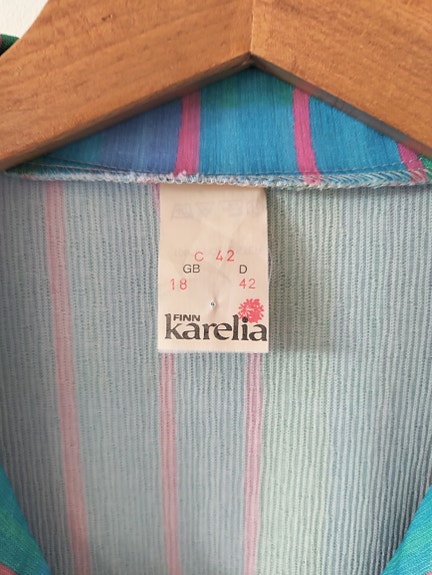 C 42
GB D
18 42
FINN
karelia